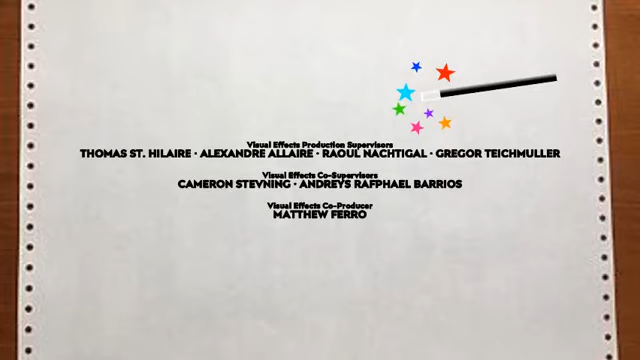 Visual Effects Production Supervisors
THOMAS ST. HILAIRE · ALEXANDRE ALLAIRE · RAOUL NACHTIGAL · GREGOR TEICHMULLER
Visual Effects Co-Supervisors
CAMERON STEVNING · ANDREYS RAFPHAEL BARRIOS
Visual Effects Co-Producer
MATTHEW FERRO